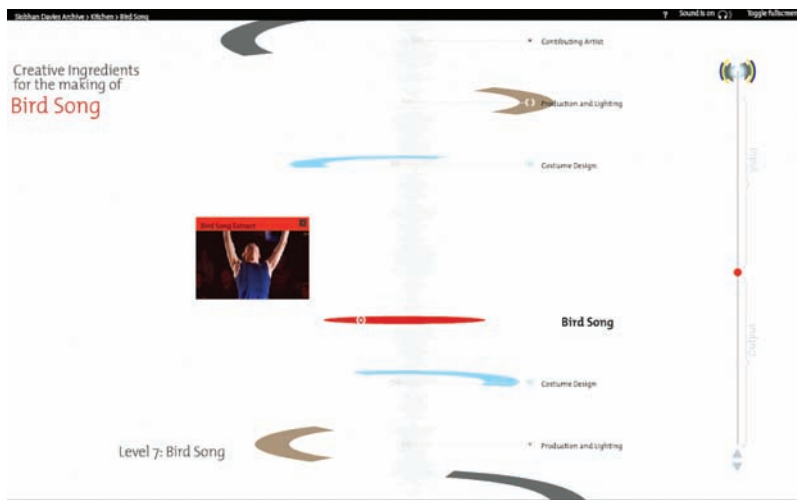 Siobhan Davies Archive > Kitchen > Bird Song
? Sound is on Toggle fullscreen
Contributing Artist
Creative Ingredients
for the making of
Bird Song
Production and Lighting
Costume Design
Input
Bird Song Extract
Bird Song
Output
Costume Design
Level 7: Bird Song
Production and Lighting